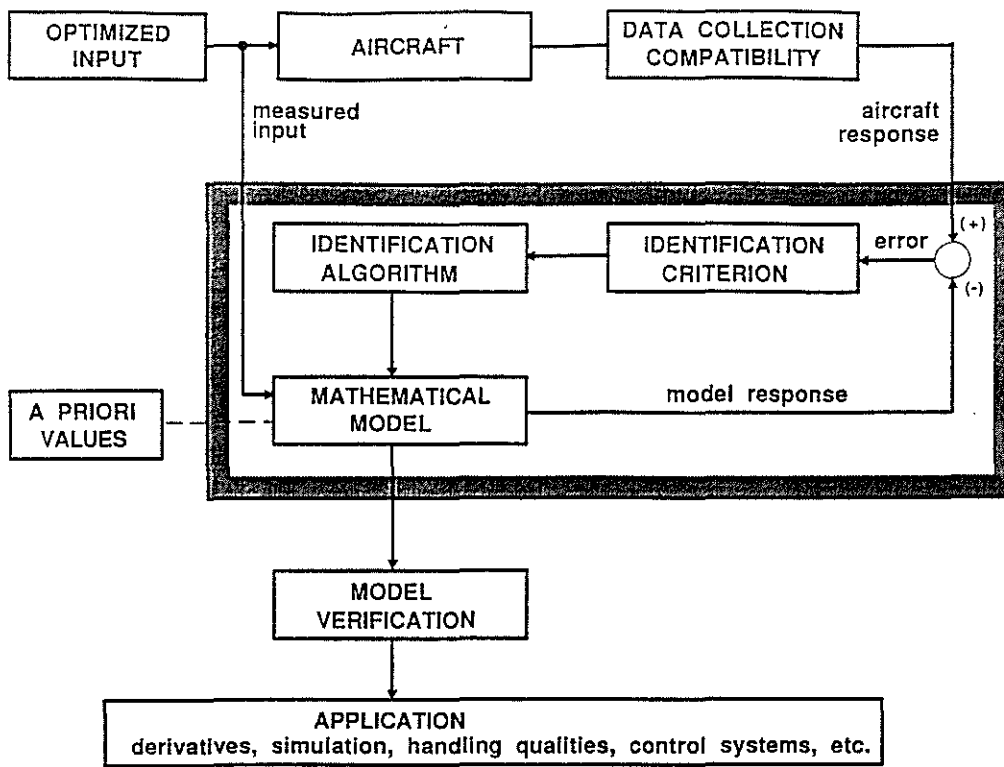 OPTIMIZED
INPUT
AIRCRAFT
DATA COLLECTION
COMPATIBILITY
measured
input
aircraft
response
IDENTIFICATION
ALGORITHM
IDENTIFICATION
CRITERION
error
(+)
(-)
A PRIORI
VALUES
MATHEMATICAL
MODEL
model response
MODEL
VERIFICATION
APPLICATION
derivatives, simulation, handling qualities, control systems, etc.